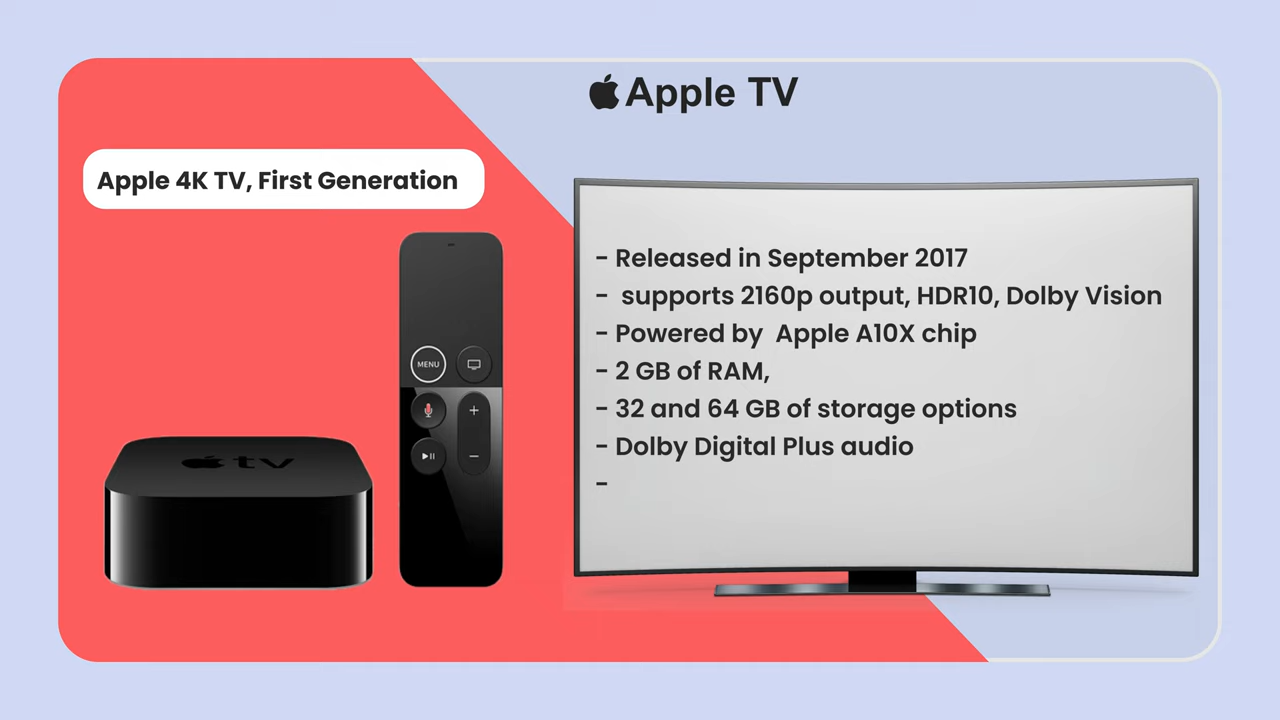 Apple TV
Apple 4K TV, First Generation
- Released in September 2017
- supports 2160p output, HDR10, Dolby Vision
- Powered by Apple A10X chip
- 2 GB of RAM,
- 32 and 64 GB of storage options
- Dolby Digital Plus audio
-
MENU
+
−
tv